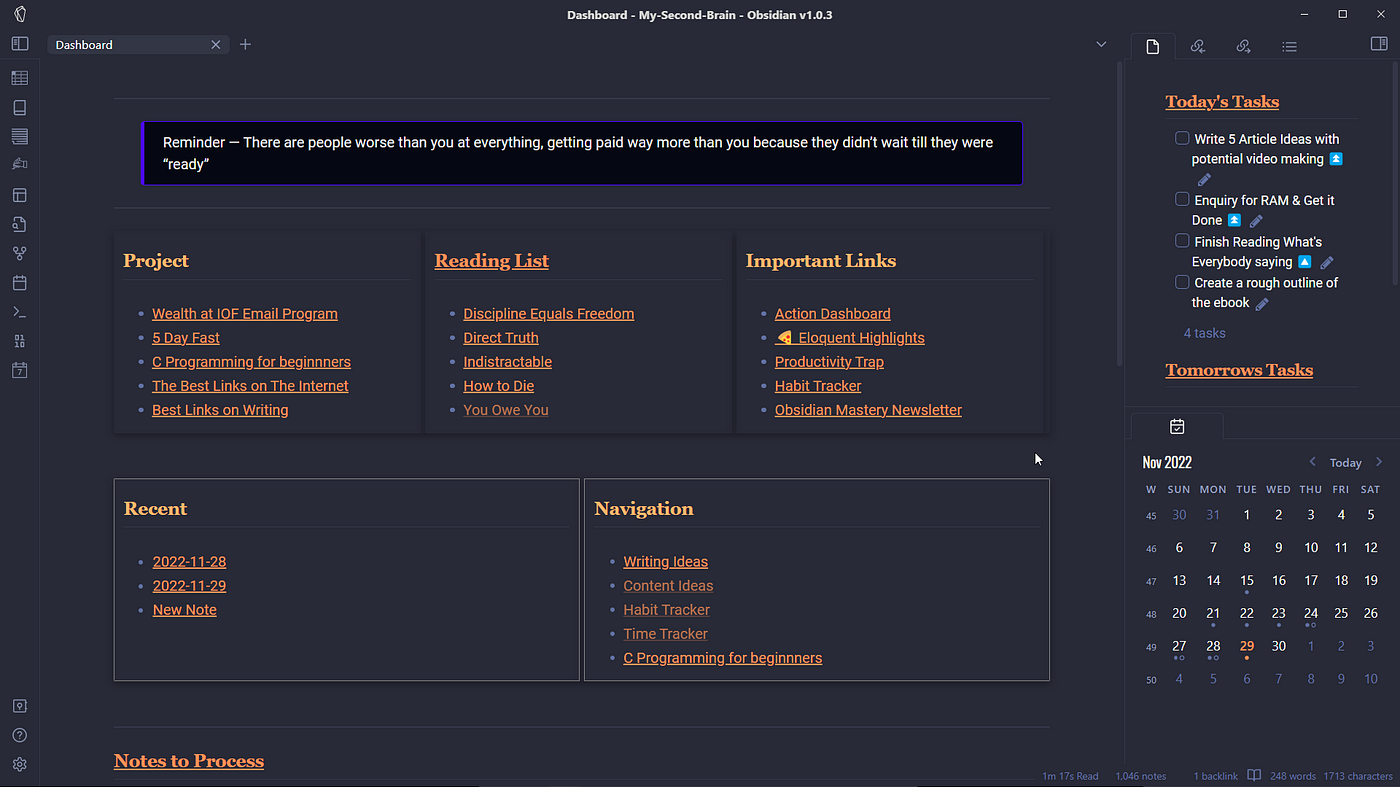 Dashboard - My-Second-Brain - Obsidian v1.0.3
Dashboard
Reminder — There are people worse than you at everything, getting paid way more than you because they didn’t wait till they were
“ready”
Project
Wealth at IOF Email Program
5 Day Fast
C Programming for beginnners
The Best Links on The Internet
Best Links on Writing
Reading List
Discipline Equals Freedom
Direct Truth
Indistractable
How to Die
You Owe You
Important Links
Action Dashboard
Eloquent Highlights
Productivity Trap
Habit Tracker
Obsidian Mastery Newsletter
Recent
2022-11-28
2022-11-29
New Note
Navigation
Writing Ideas
Content Ideas
Habit Tracker
Time Tracker
C Programming for beginnners
Notes to Process
Today's Tasks
Write 5 Article Ideas with
potential video making
Enquiry for RAM & Get it
Done
Finish Reading What's
Everybody saying
Create a rough outline of
the ebook
4 tasks
Tomorrows Tasks
Nov 2022
Today
W SUN MON TUE WED THU FRI SAT
45 30 31 1 2 3 4 5
46 6 7 8 9 10 11 12
47 13 14 15 16 17 18 19
48 20 21 22 23 24 25 26
49 27 28 29 30 1 2 3
50 4 5 6 7 8 9 10
1m 17s Read 1,046 notes 1 backlink 248 words 1713 characters